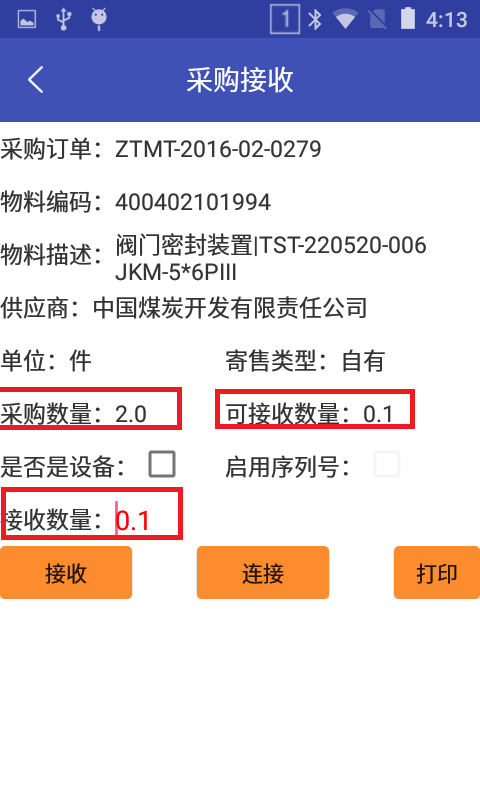 1 4:13
采购接收
采购订单：ZTMT-2016-02-0279
物料编码：400402101994
物料描述：阀门密封装置|TST-220520-006
JKM-5*6PIII
供应商：中国煤炭开发有限责任公司
单位：件 寄售类型：自有
采购数量：2.0 可接收数量：0.1
是否是设备： 启用序列号：
接收数量：0.1
接收 连接 打印